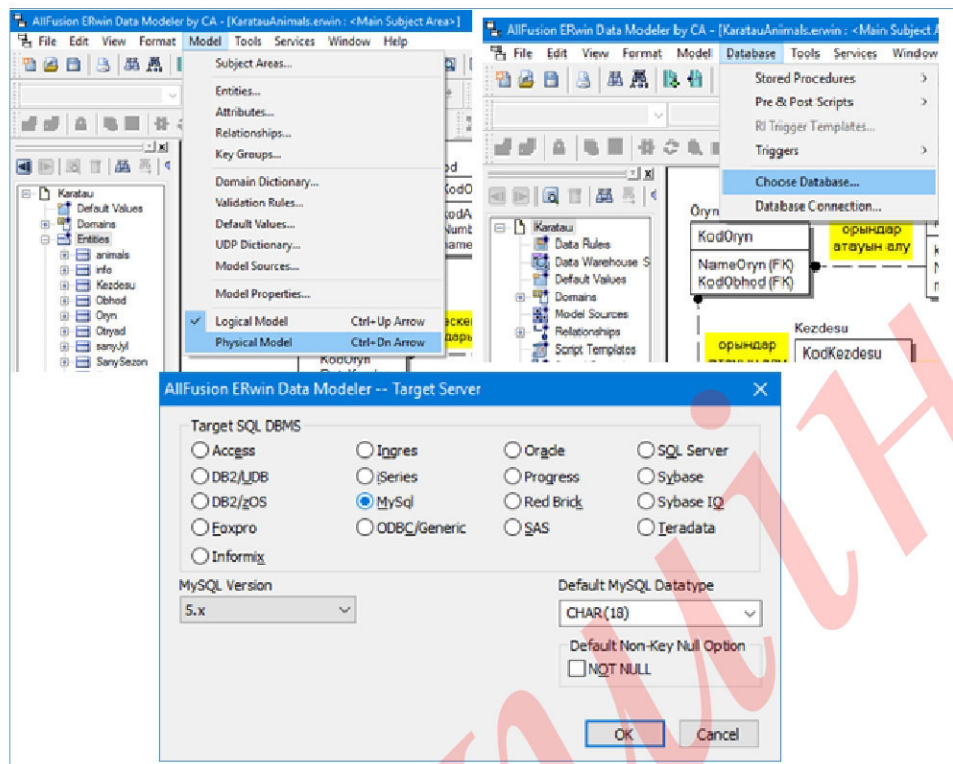 AllFusion ERwin Data Modeler by CA - [KaratauAnimals.erwin : <Main Subject Area>]
File Edit View Format Model Tools Services Window Help
Subject Areas...
Entities...
Attributes...
Relationships...
Key Groups...
Domain Dictionary...
Validation Rules...
Default Values...
UDP Dictionary...
Model Sources...
Model Properties...
Logical Model Ctrl+Up Arrow
Physical Model Ctrl+Dn Arrow
Karatau
Default Values
Domains
Entities
animals
info
Kezdesu
Obhod
Oryn
Otryad
sanyJyl
SanySezon
KodOryn
AllFusion ERwin Data Modeler by CA - [KaratauAnimals.erwin : <Main Subject A
File Edit View Format Model Database Tools Services Window
Stored Procedures
Pre & Post Scripts
RI Trigger Templates...
Triggers
Choose Database...
Database Connection...
Karatau
Data Rules
Data Warehouse S
Default Values
Domains
Model Sources
Relationships
Script Templates
Oryn
KodOryn
NameOryn (FK)
KodObhod (FK)
орындар
атауын алу
Kezdesu
орындар
KodKezdesu
AllFusion ERwin Data Modeler -- Target Server
Target SQL DBMS
Access Ingres Oracle SQL Server
DB2/UDB iSeries Progress Sybase
DB2/zOS MySql Red Brick Sybase IQ
Foxpro ODBC/Generic SAS Teradata
Informix
MySQL Version Default MySQL Datatype
5.x CHAR(18)
Default Non-Key Null Option
NOT NULL
OK Cancel